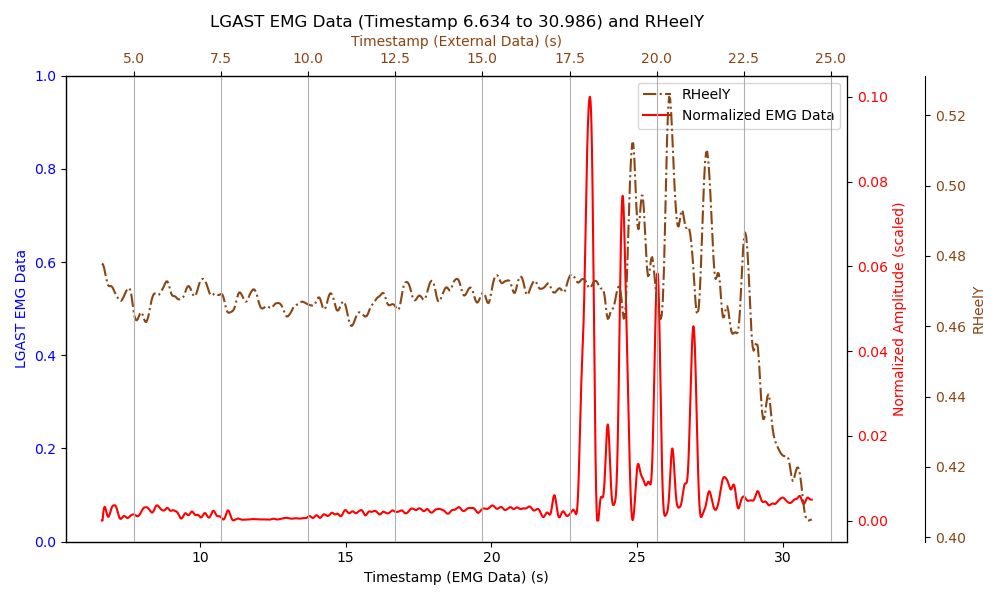 LGAST EMG Data (Timestamp 6.634 to 30.986) and RHeelY
Timestamp (External Data) (s)
5.0 7.5 10.0 12.5 15.0 17.5 20.0 22.5 25.0
RHeelY
Normalized EMG Data
LGAST EMG Data
1.0
0.8
0.6
0.4
0.2
0.0
0.10
0.08
0.06
0.04
0.02
0.00
Normalized Amplitude (scaled)
0.52
0.50
0.48
0.46
0.44
0.42
0.40
RHeelY
10 15 20 25 30
Timestamp (EMG Data) (s)